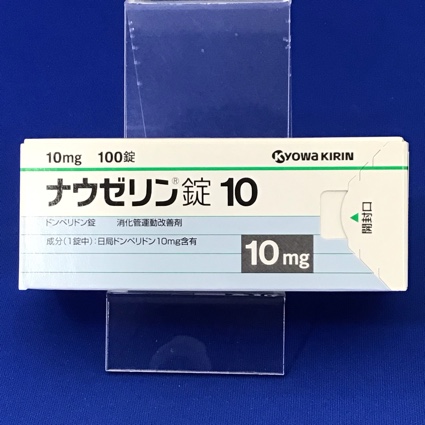 10mg 100錠
KYOWA KIRIN
ナウゼリン®錠 10
ドンペリドン錠 消化管運動改善剤
成分(1錠中):日局ドンペリドン10mg含有
10mg
開封口